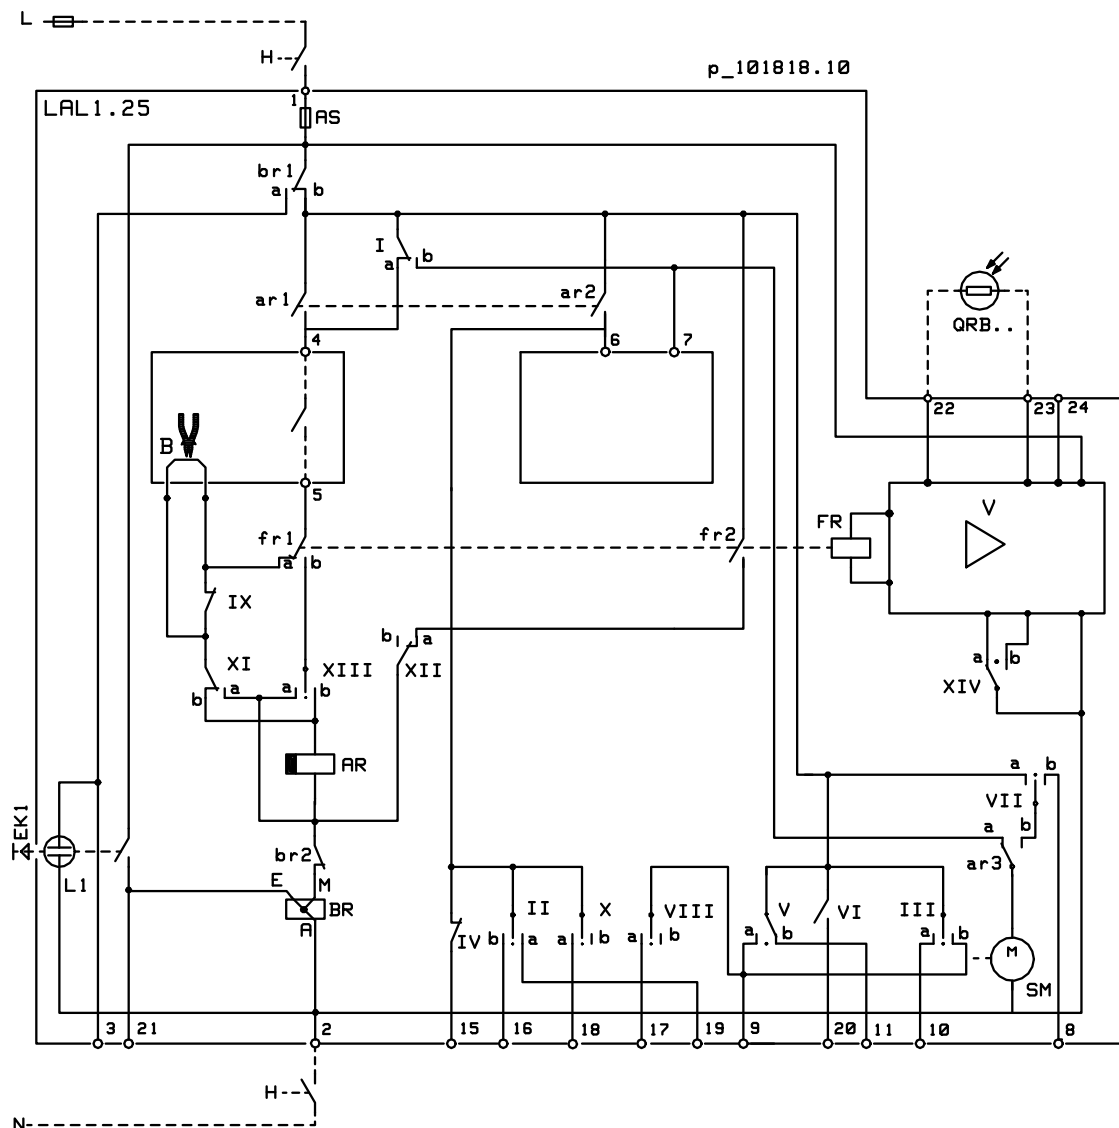 L
H
p_101818.10
1
LAL1.25
AS
br1
a b
I
a b
ar1
ar2
QRB..
4
6 7
22 23 24
B
5
V
FR
fr1
a b
fr2
IX
b a
XI
XIII
XII
a b
b a
a b
XIV
AR
a b
VII
EK1
a b
br2
ar3
L1
E
M
BR
A
II X VIII V VI III
IV
b a
a b
a b
a b
a b
M
SM
3 21 2 15 16 18 17 19 9 20 11 10 8
H
N